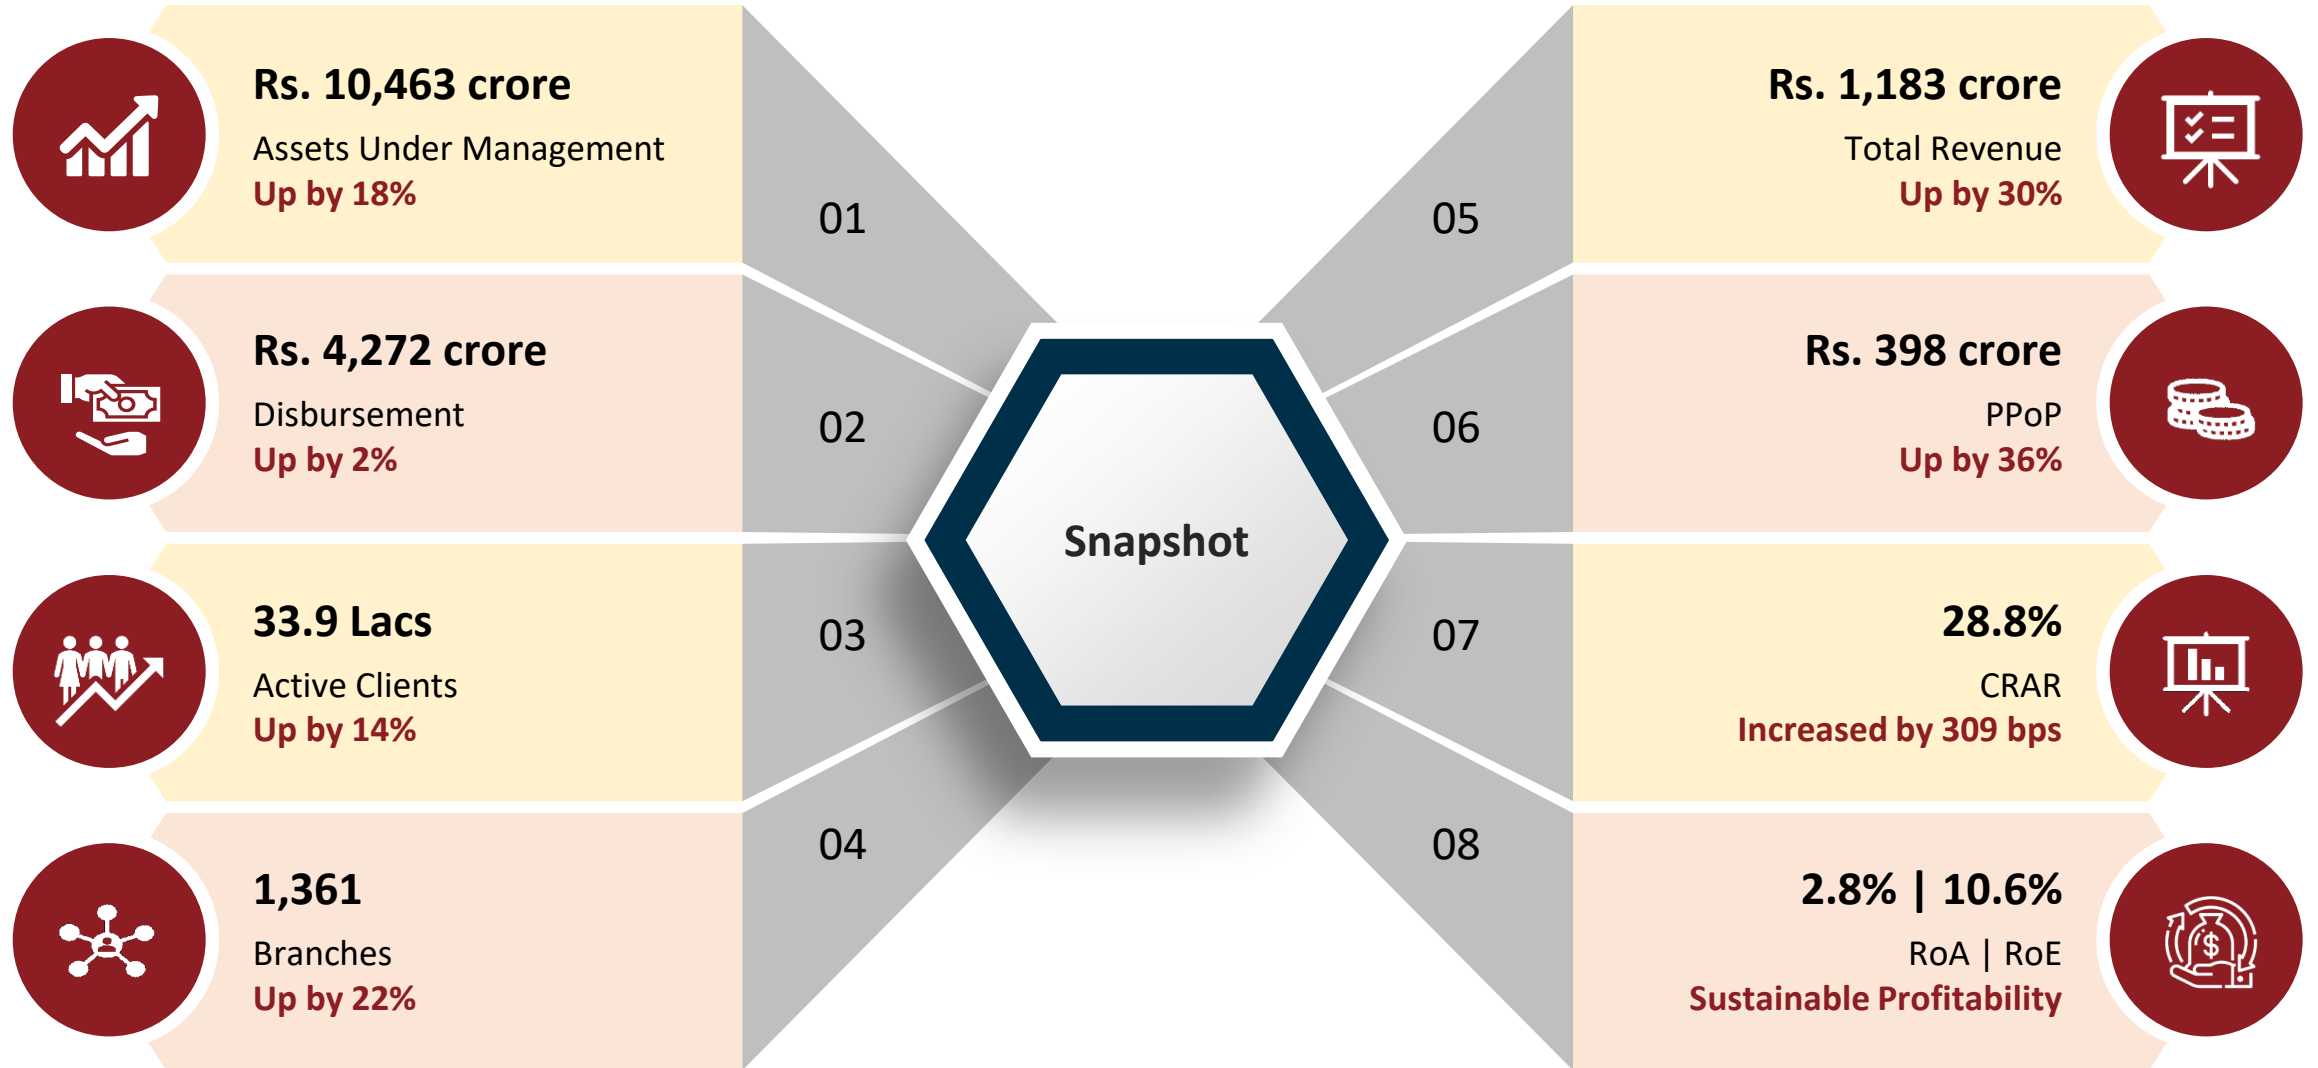 Rs. 10,463 crore
Assets Under Management
Up by 18%
01
Rs. 4,272 crore
Disbursement
Up by 2%
02
33.9 Lacs
Active Clients
Up by 14%
03
1,361
Branches
Up by 22%
04
Snapshot
Rs. 1,183 crore
Total Revenue
Up by 30%
05
Rs. 398 crore
PPoP
Up by 36%
06
28.8%
CRAR
Increased by 309 bps
07
2.8% | 10.6%
RoA | RoE
Sustainable Profitability
08
$